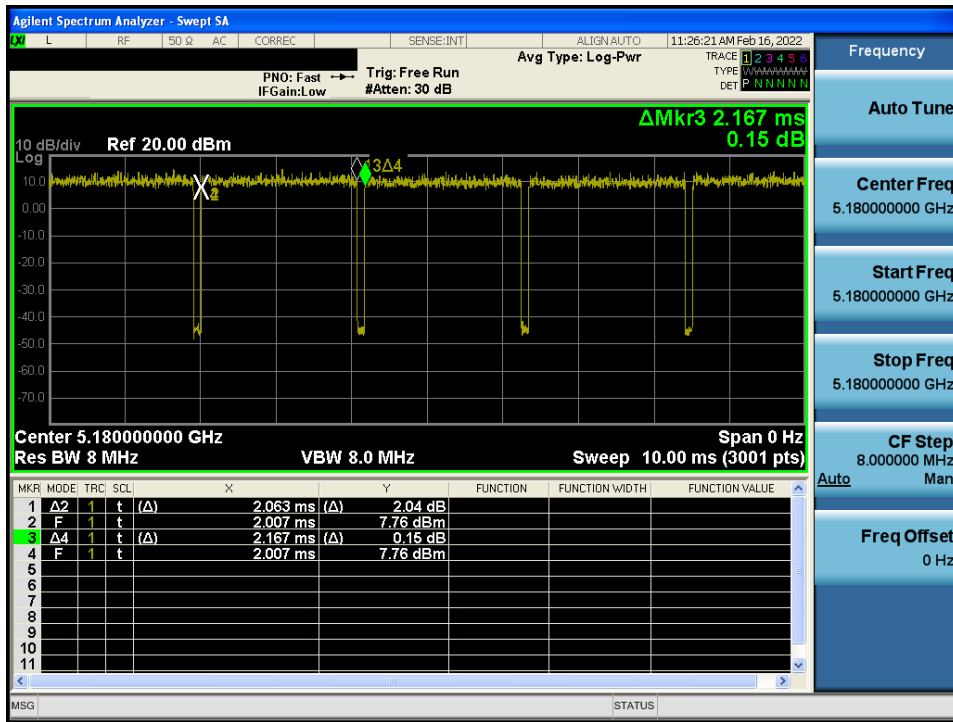 Agilent Spectrum Analyzer - Swept SA
LXI L RF 50 Ω AC CORREC SENSE:INT ALIGN AUTO 11:26:21 AM Feb 16, 2022
PNO: Fast Trig: Free Run Avg Type: Log-Pwr TRACE 1 2 3 4 5 6
IFGain:Low #Atten: 30 dB TYPE
DET P N N N N N
ΔMkr3 2.167 ms
0.15 dB
10 dB/div Ref 20.00 dBm
Log
10.0
0.00
-10.0
-20.0
-30.0
-40.0
-50.0
-60.0
-70.0
3Δ4
Center 5.180000000 GHz Span 0 Hz
Res BW 8 MHz VBW 8.0 MHz Sweep 10.00 ms (3001 pts)
MKR MODE TRC SCL X Y FUNCTION FUNCTION WIDTH FUNCTION VALUE
1 Δ2 1 t (Δ) 2.063 ms (Δ) 2.04 dB
2 F 1 t 2.007 ms 7.76 dBm
3 Δ4 1 t (Δ) 2.167 ms (Δ) 0.15 dB
4 F 1 t 2.007 ms 7.76 dBm
5
6
7
8
9
10
11
MSG STATUS
Frequency
Auto Tune
Center Freq
5.180000000 GHz
Start Freq
5.180000000 GHz
Stop Freq
5.180000000 GHz
CF Step
8.000000 MHz
Auto Man
Freq Offset
0 Hz